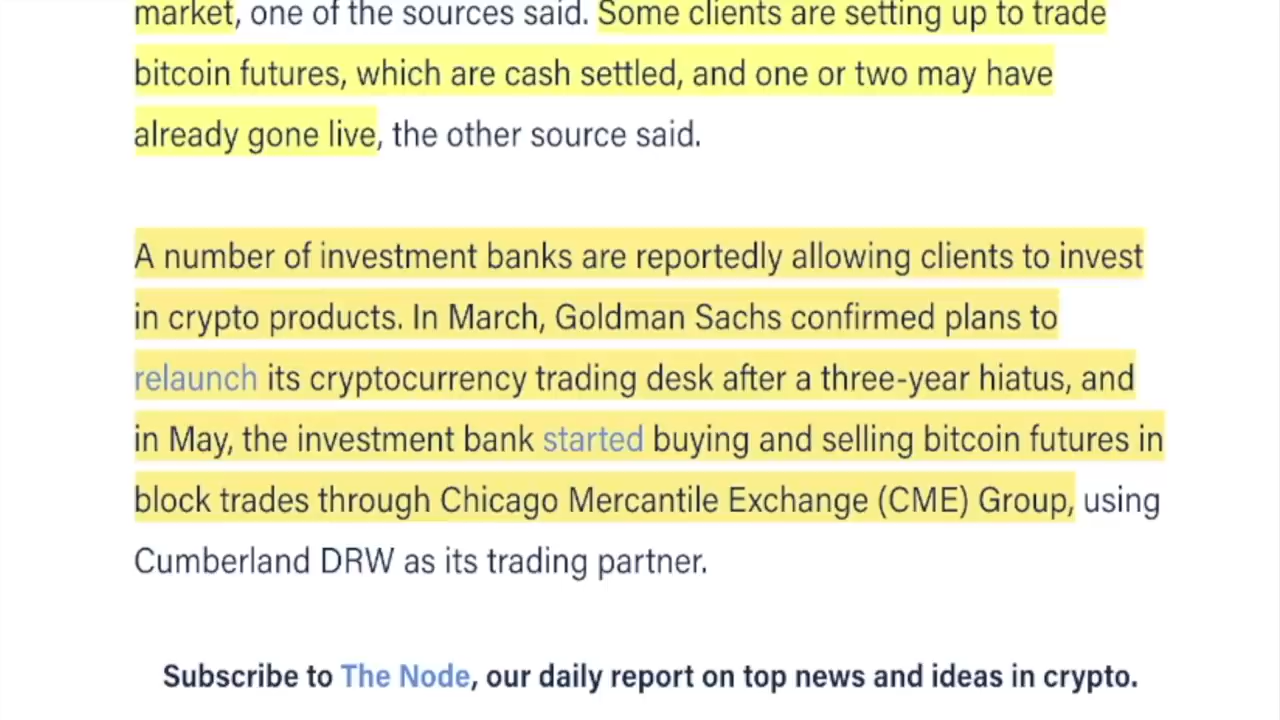 market, one of the sources said. Some clients are setting up to trade
bitcoin futures, which are cash settled, and one or two may have
already gone live, the other source said.
A number of investment banks are reportedly allowing clients to invest
in crypto products. In March, Goldman Sachs confirmed plans to
relaunch its cryptocurrency trading desk after a three-year hiatus, and
in May, the investment bank started buying and selling bitcoin futures in
block trades through Chicago Mercantile Exchange (CME) Group, using
Cumberland DRW as its trading partner.
Subscribe to The Node, our daily report on top news and ideas in crypto.